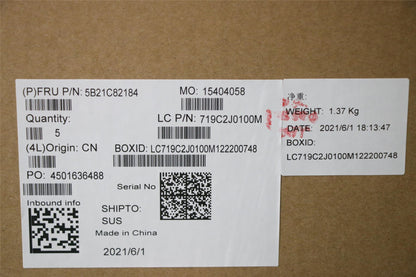 (P)FRU P/N: 5B21C82184
MO: 15404058
Quantity:
5
LC P/N: 719C2J0100M
(4L)Origin: CN
BOXID: LC719C2J0100M122200748
PO: 4501636488
Serial No
Inbound info
SHIPTO:
SUS
Made in China
2021/6/1
净重:
WEIGHT: 1.37 Kg
DATE: 2021/6/1 18:13:47
BOXID:
LC719C2J0100M122200748